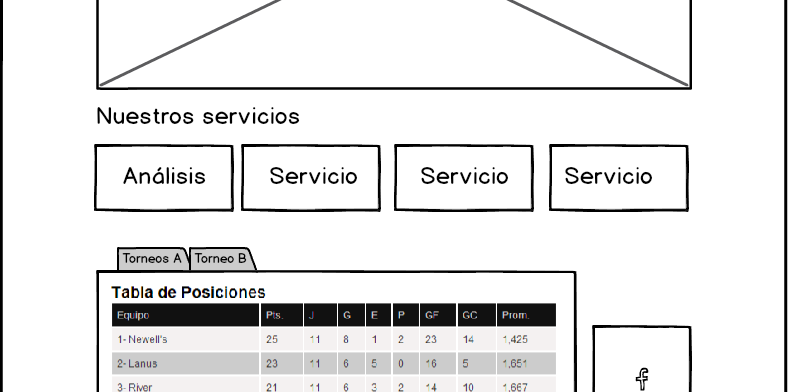 Nuestros servicios
Análisis Servicio Servicio Servicio
Torneos A Torneo B
Tabla de Posiciones
Equipo Pts. J G E P GF GC Prom.
1- Newell's 25 11 8 1 2 23 14 1,425
2- Lanus 23 11 6 5 0 16 5 1,651
3- River 21 11 6 3 2 14 10 1,667
f